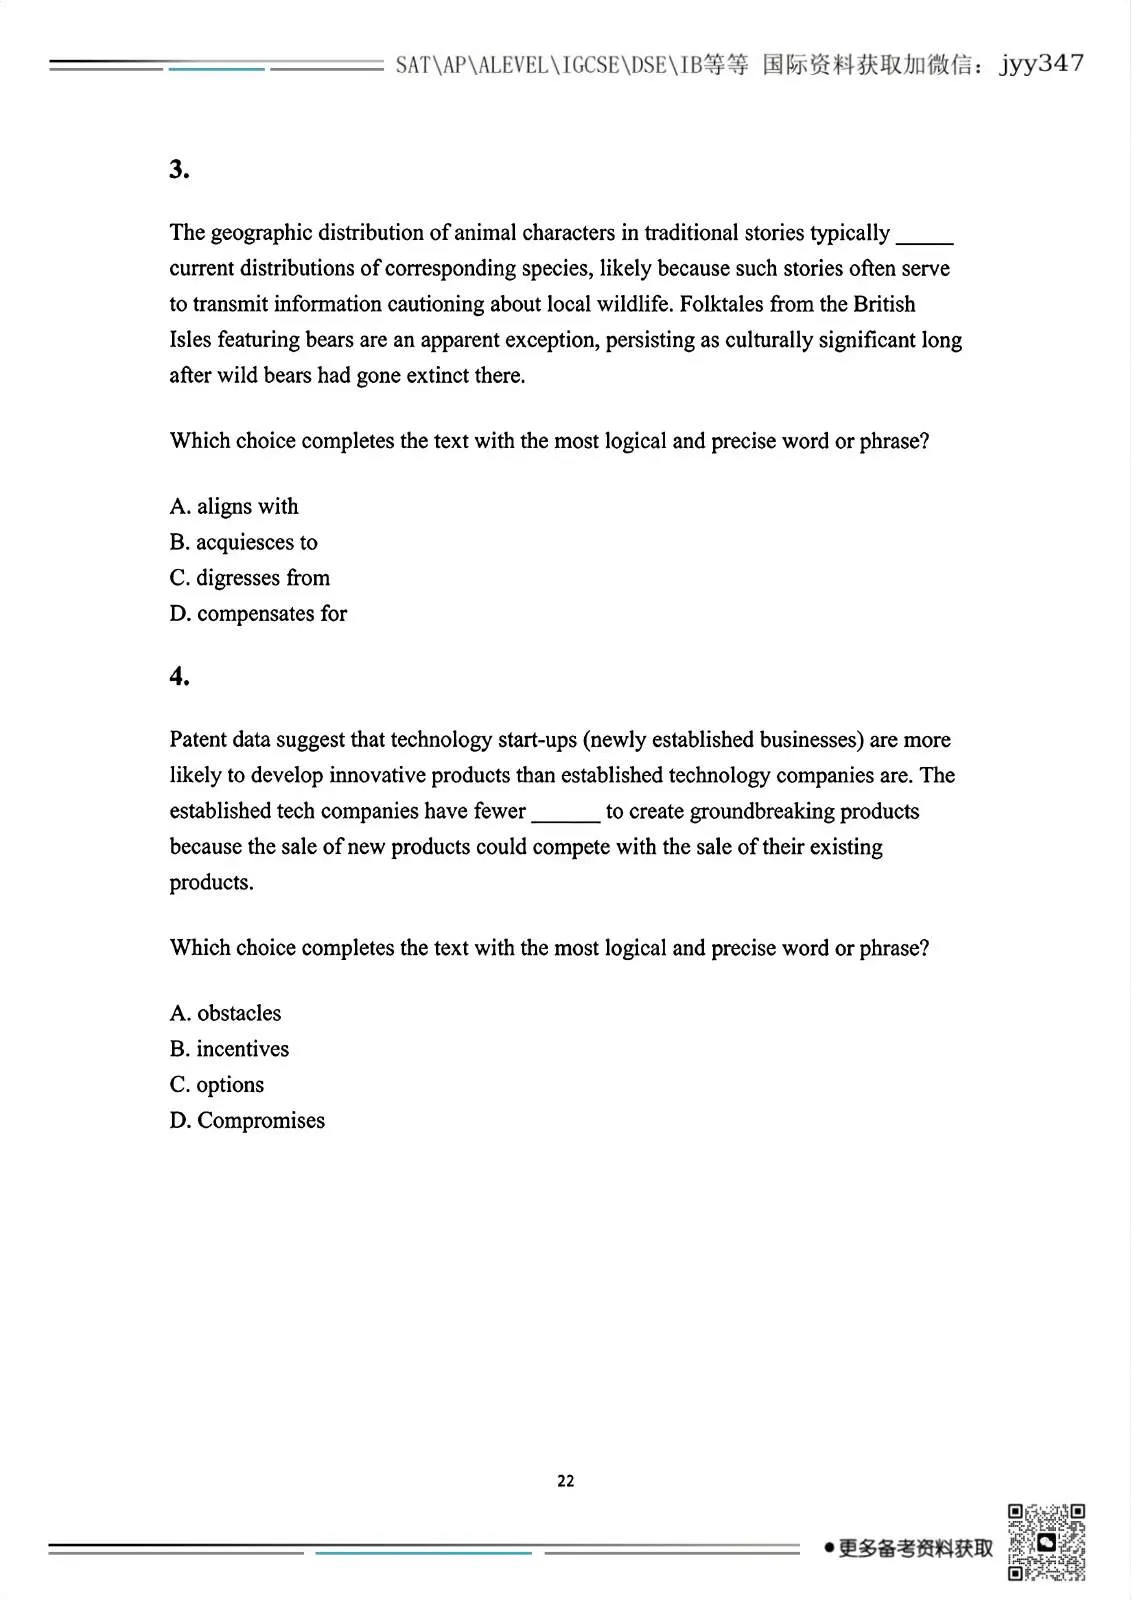 SAT\AP\ALEVEL\IGCSE\DSE\IB等等 国际资料获取加微信：jyy347
3.
The geographic distribution of animal characters in traditional stories typically _____
current distributions of corresponding species, likely because such stories often serve
to transmit information cautioning about local wildlife. Folktales from the British
Isles featuring bears are an apparent exception, persisting as culturally significant long
after wild bears had gone extinct there.
Which choice completes the text with the most logical and precise word or phrase?
A. aligns with
B. acquiesces to
C. digresses from
D. compensates for
4.
Patent data suggest that technology start-ups (newly established businesses) are more
likely to develop innovative products than established technology companies are. The
established tech companies have fewer ______ to create groundbreaking products
because the sale of new products could compete with the sale of their existing
products.
Which choice completes the text with the most logical and precise word or phrase?
A. obstacles
B. incentives
C. options
D. Compromises
22
●更多备考资料获取